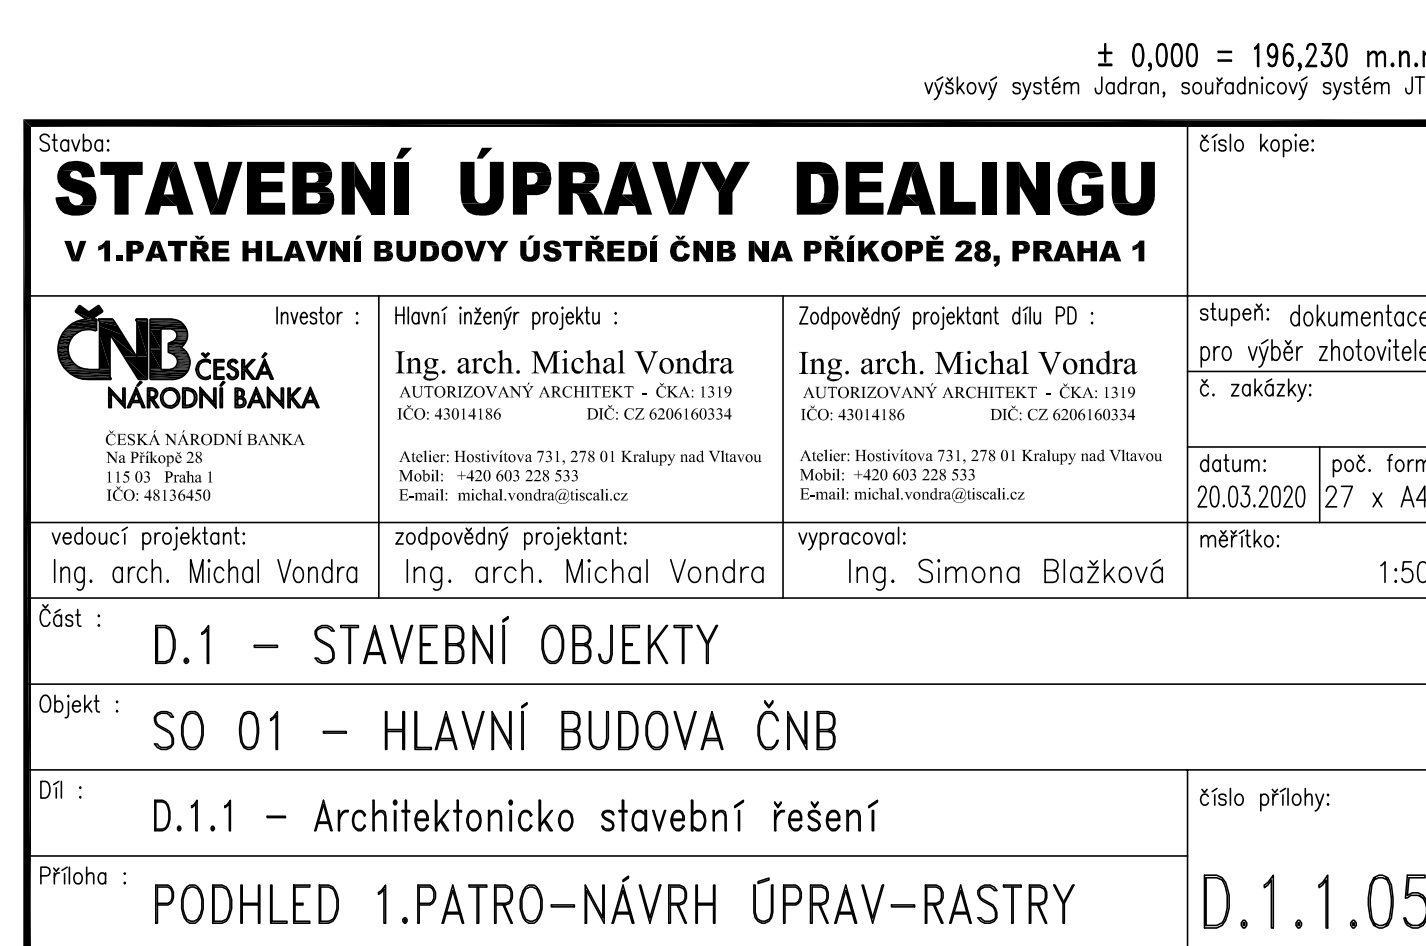 ± 0,000 = 196,230 m.n.
výškový systém Jadran, souřadnicový systém JT
Stavba:
STAVEBNÍ ÚPRAVY DEALINGU
V 1.PATŘE HLAVNÍ BUDOVY ÚSTŘEDÍ ČNB NA PŘÍKOPĚ 28, PRAHA 1
číslo kopie:
Investor :
ČNB ČESKÁ
NÁRODNÍ BANKA
ČESKÁ NÁRODNÍ BANKA
Na Příkopě 28
115 03 Praha 1
IČO: 48136450
Hlavní inženýr projektu :
Ing. arch. Michal Vondra
AUTORIZOVANÝ ARCHITEKT - ČKA: 1319
IČO: 43014186 DIČ: CZ 6206160334
Atelier: Hostivítova 731, 278 01 Kralupy nad Vltavou
Mobil: +420 603 228 533
E-mail: michal.vondra@tiscali.cz
Zodpovědný projektant dílu PD :
Ing. arch. Michal Vondra
AUTORIZOVANÝ ARCHITEKT - ČKA: 1319
IČO: 43014186 DIČ: CZ 6206160334
Atelier: Hostivítova 731, 278 01 Kralupy nad Vltavou
Mobil: +420 603 228 533
E-mail: michal.vondra@tiscali.cz
stupeň: dokumentace
pro výběr zhotovitele
č. zakázky:
datum:
20.03.2020
poč. form
27 x A4
vedoucí projektant:
Ing. arch. Michal Vondra
zodpovědný projektant:
Ing. arch. Michal Vondra
vypracoval:
Ing. Simona Blažková
měřítko:
1:50
Část :
D.1 – STAVEBNÍ OBJEKTY
Objekt :
SO 01 – HLAVNÍ BUDOVA ČNB
Díl :
D.1.1 – Architektonicko stavební řešení
Příloha :
PODHLED 1.PATRO–NÁVRH ÚPRAV–RASTRY
číslo přílohy:
D.1.1.05